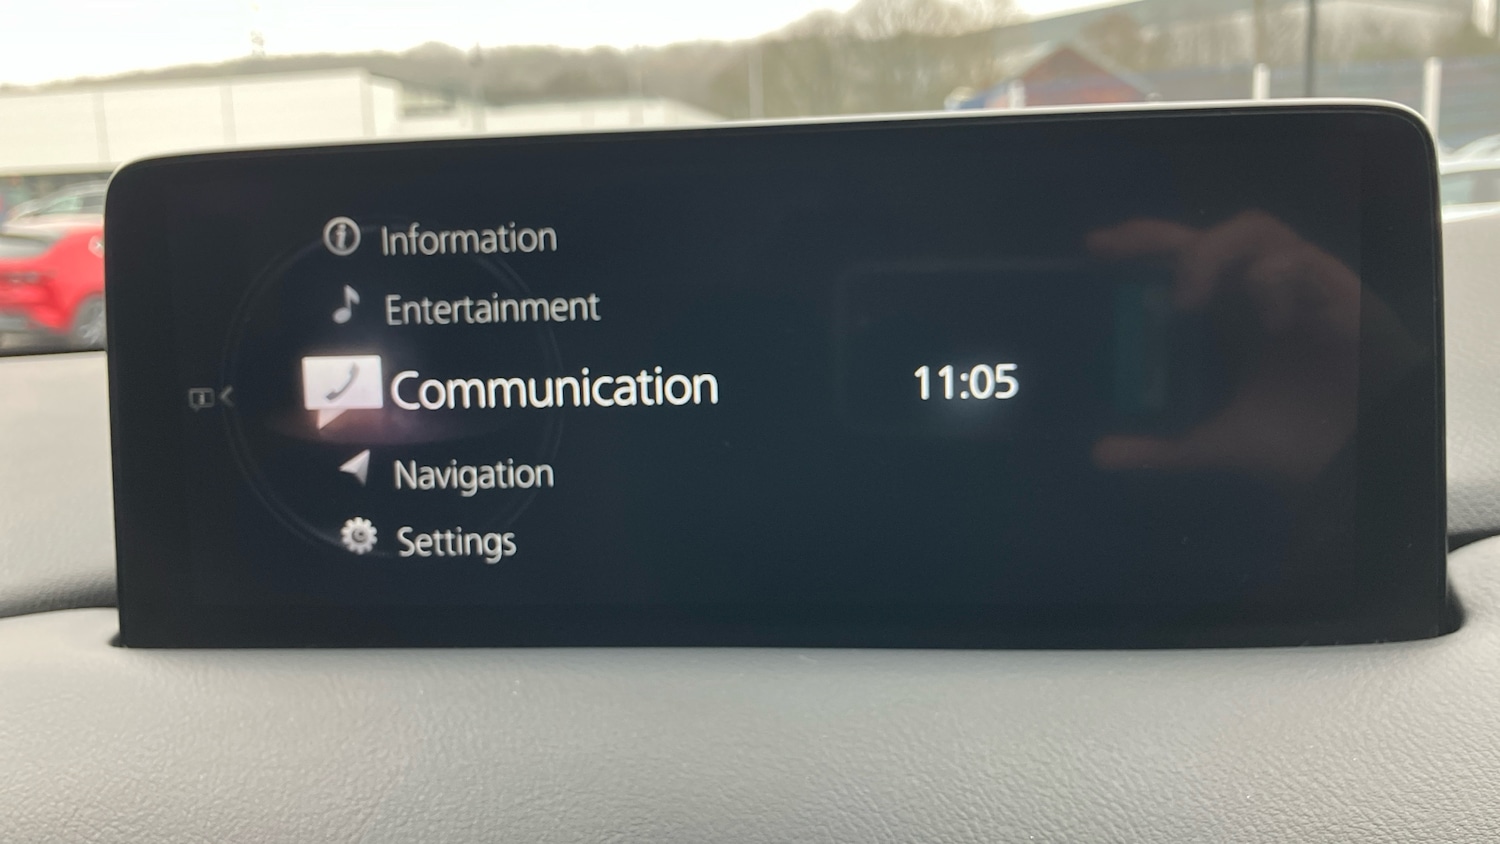 Information
Entertainment
Communication
11:05
Navigation
Settings